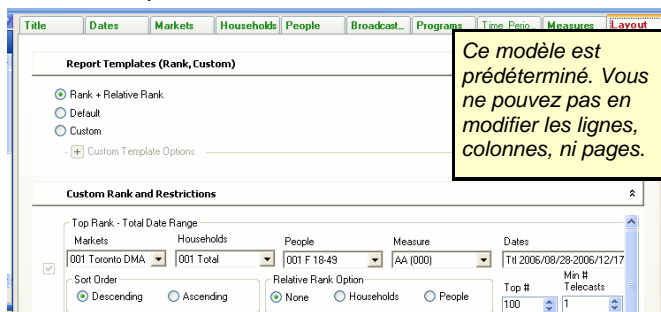 Title Dates Markets Households People Broadcast_ Programs Time Perio_ Measures Layout
Ce modèle est
prédéterminé. Vous
ne pouvez pas en
modifier les lignes,
colonnes, ni pages.
Report Templates (Rank, Custom)
Rank + Relative Rank
Default
Custom
Custom Template Options
Custom Rank and Restrictions
Top Rank - Total Date Range
Markets Households People Measure Dates
001 Toronto DMA 001 Total 001 F 18-49 AA (000) Ttl 2006/08/28-2006/12/17
Sort Order Relative Rank Option Top # Min # Telecasts
Descending Ascending None Households People 100 1